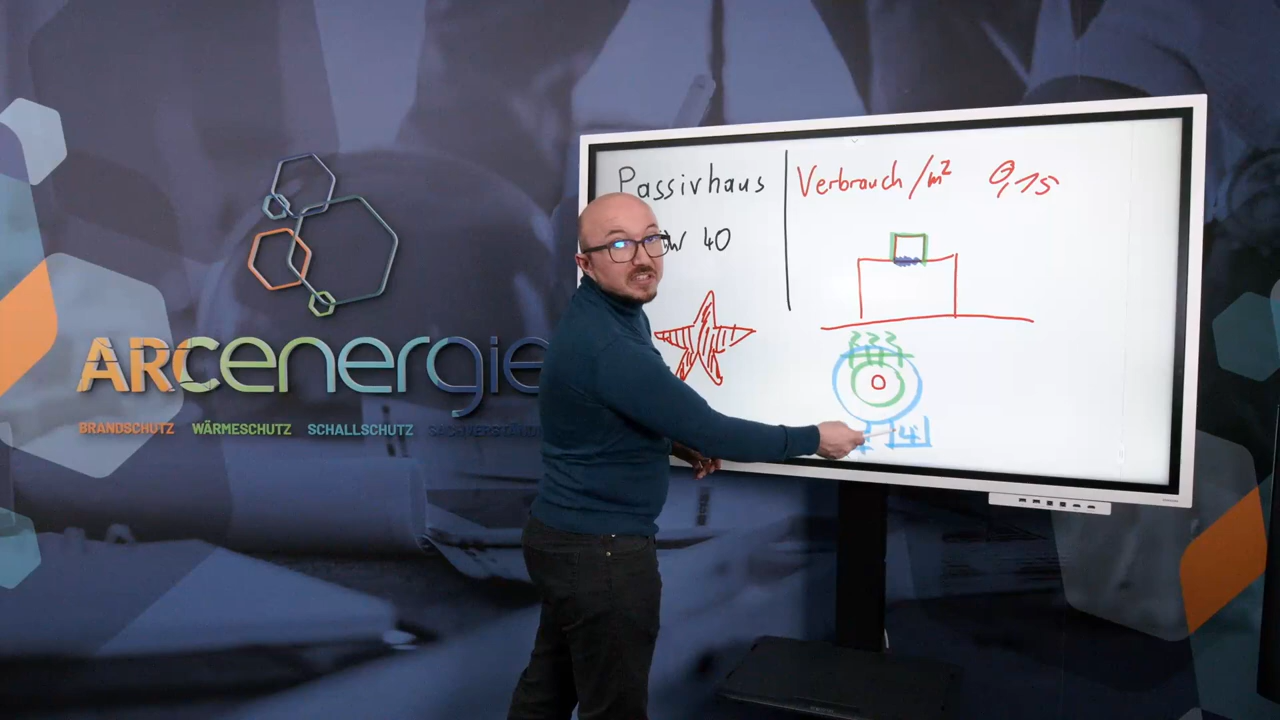 ARCenergie
BRANDSCHUTZ WÄRMESCHUTZ SCHALLSCHUTZ
Passivhaus
40
Verbrauch/m² 0,15